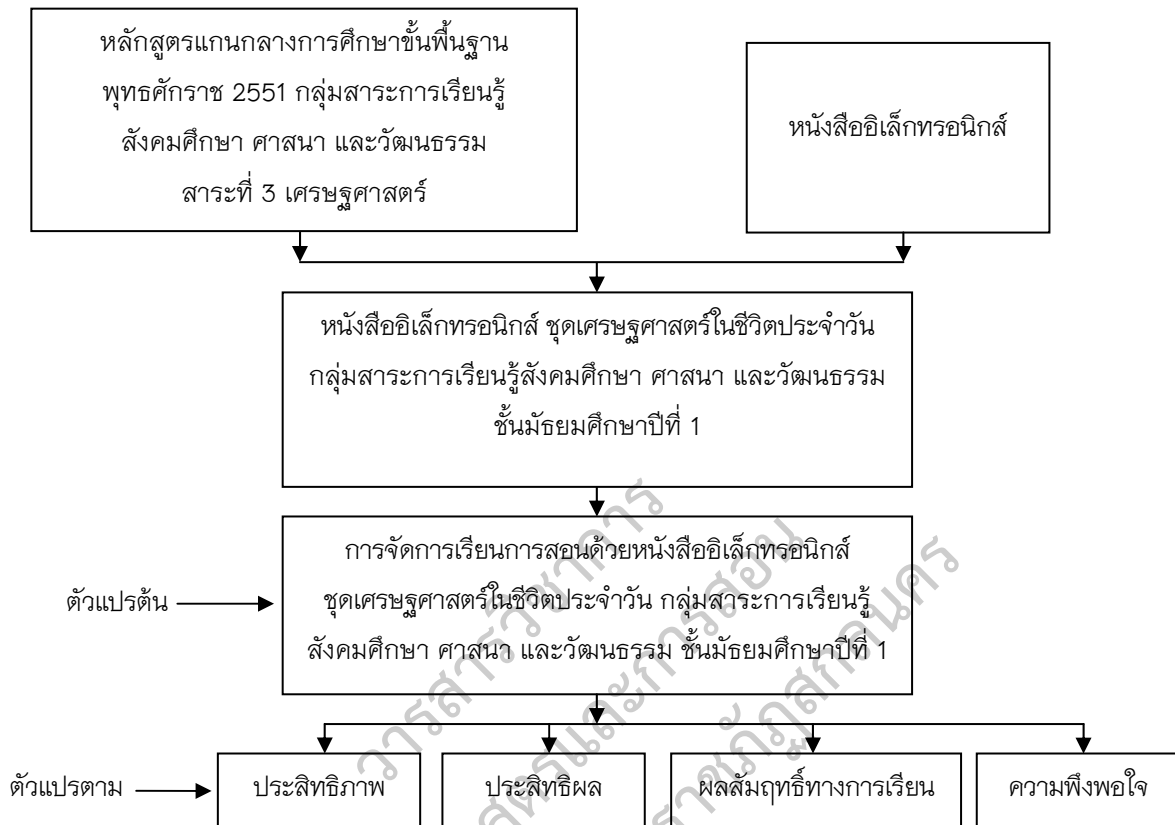 หลักสูตรแกนกลางการศึกษาขั้นพื้นฐาน
พุทธศักราช 2551 กลุ่มสาระการเรียนรู้
สังคมศึกษา ศาสนา และวัฒนธรรม
สาระที่ 3 เศรษฐศาสตร์
หนังสืออิเล็กทรอนิกส์
หนังสืออิเล็กทรอนิกส์ ชุดเศรษฐศาสตร์ในชีวิตประจำวัน
กลุ่มสาระการเรียนรู้สังคมศึกษา ศาสนา และวัฒนธรรม
ชั้นมัธยมศึกษาปีที่ 1
ตัวแปรต้น
การจัดการเรียนการสอนด้วยหนังสืออิเล็กทรอนิกส์
ชุดเศรษฐศาสตร์ในชีวิตประจำวัน กลุ่มสาระการเรียนรู้
สังคมศึกษา ศาสนา และวัฒนธรรม ชั้นมัธยมศึกษาปีที่ 1
ตัวแปรตาม
ประสิทธิภาพ
ประสิทธิผล
ผลสัมฤทธิ์ทางการเรียน
ความพึงพอใจ
วารสารวิชาการ